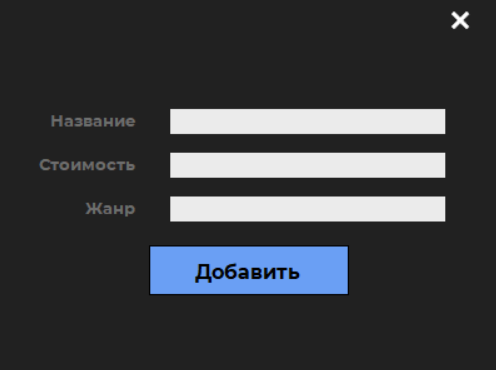 Название
Стоимость
Жанр
Добавить